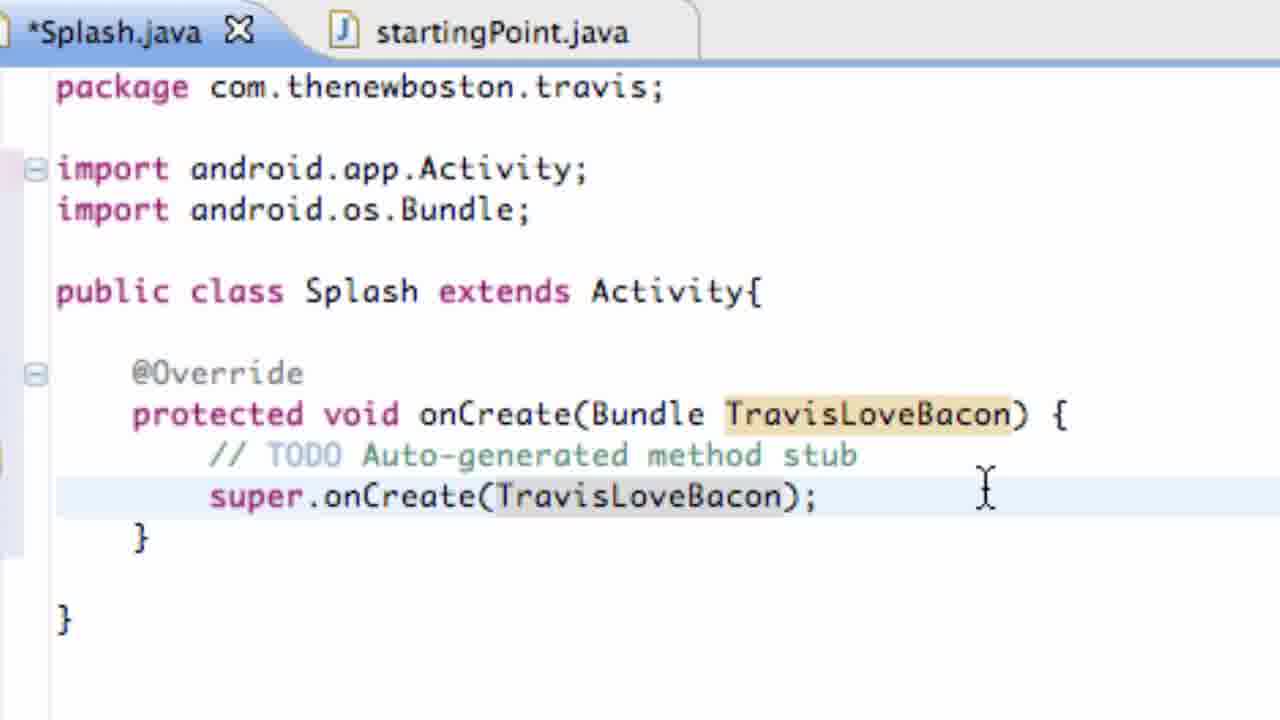 *Splash.java startingPoint.java
package com.thenewboston.travis;
import android.app.Activity;
import android.os.Bundle;
public class Splash extends Activity{
@Override
protected void onCreate(Bundle TravisLoveBacon) {
// TODO Auto-generated method stub
super.onCreate(TravisLoveBacon);
}
}